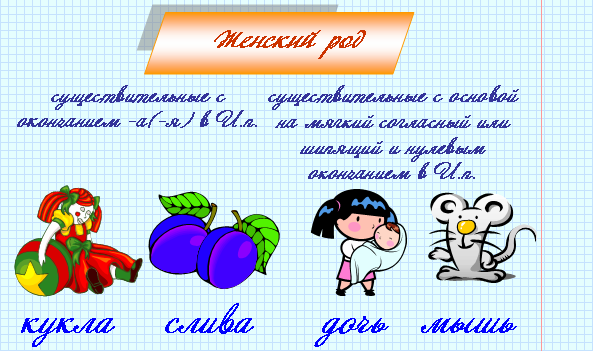 Женский род
существительные с
окончанием -а(-я) в И.п.
существительные с основой
на мягкий согласный или
шипящий и нулевым
окончанием в И.п.
кукла слива дочь мышь